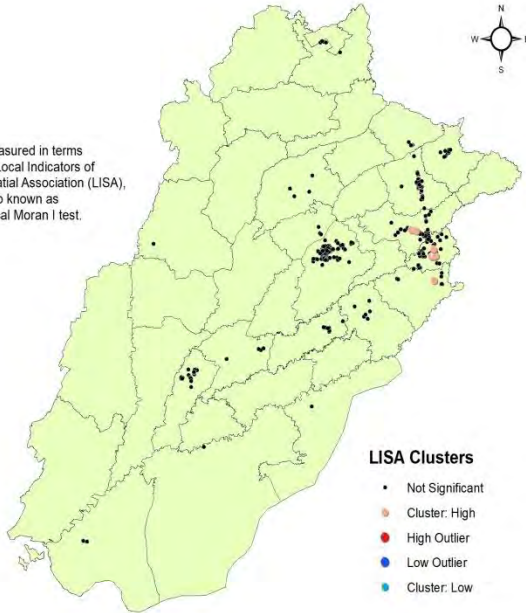 N
W
S
asured in terms
Local Indicators of
atial Association (LISA),
o known as
al Moran I test.
LISA Clusters
Not Significant
Cluster: High
High Outlier
Low Outlier
Cluster: Low